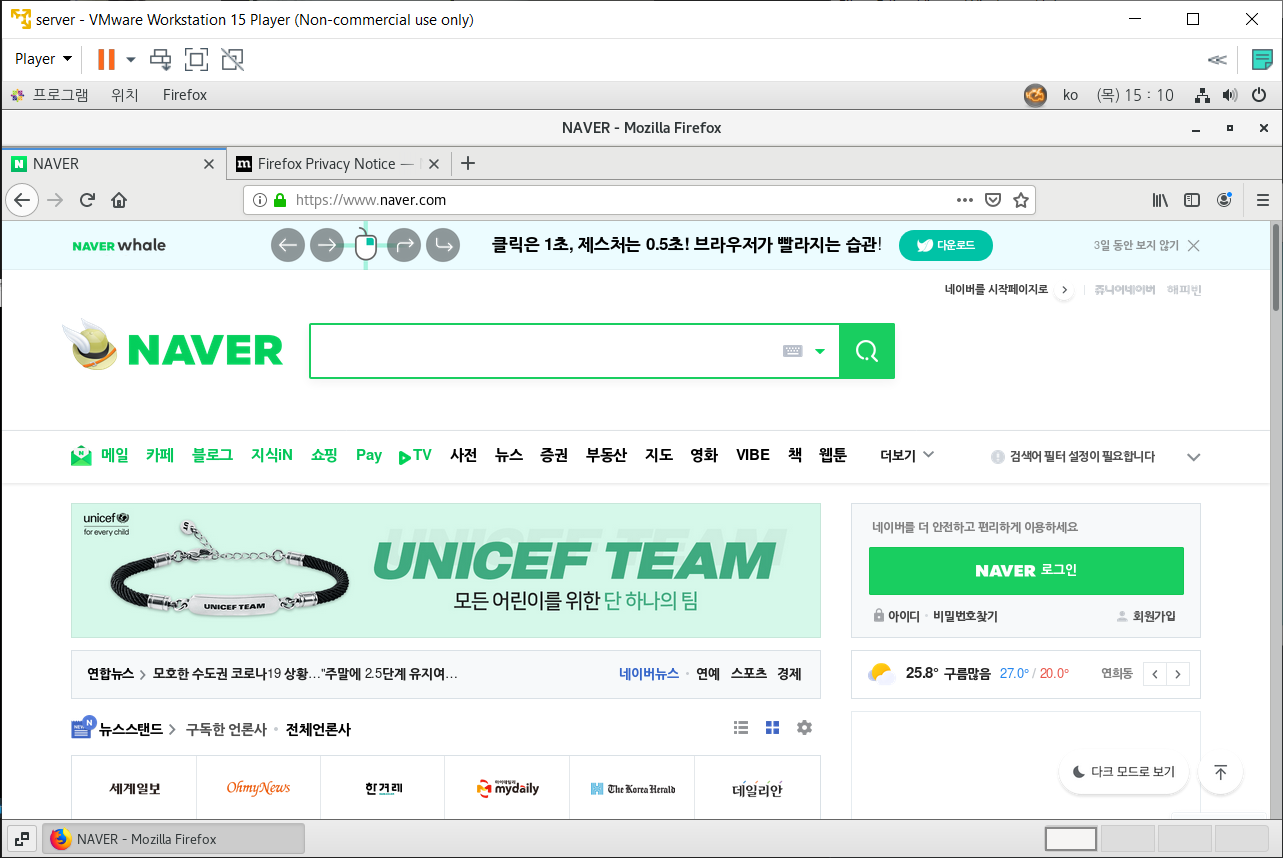 server - VMware Workstation 15 Player (Non-commercial use only)
Player
프로그램 위치 Firefox ko (목) 15 : 10
NAVER - Mozilla Firefox
NAVER Firefox Privacy Notice —
https://www.naver.com
NAVER whale 클릭은 1초, 제스처는 0.5초! 브라우저가 빨라지는 습관! 다운로드 3일 동안 보지 않기
네이버를 시작페이지로 쥬니어네이버 해피빈
NAVER
메일 카페 블로그 지식iN 쇼핑 Pay TV 사전 뉴스 증권 부동산 지도 영화 VIBE 책 웹툰 더보기 검색어 필터 설정이 필요합니다
unicef
for every child
UNICEF TEAM
UNICEF TEAM
모든 어린이를 위한 단 하나의 팀
네이버를 더 안전하고 편리하게 이용하세요
NAVER 로그인
아이디 · 비밀번호찾기 회원가입
연합뉴스 > 모호한 수도권 코로나19 상황…"주말에 2.5단계 유지여… 네이버뉴스 · 연예 스포츠 경제
25.8° 구름많음 27.0° / 20.0° 연희동
NEW N 뉴스스탠드 > 구독한 언론사 · 전체언론사
세계일보 OhmyNews 한겨레 마이데일리 mydaily The Korea Herald 데일리안
다크 모드로 보기
NAVER - Mozilla Firefox